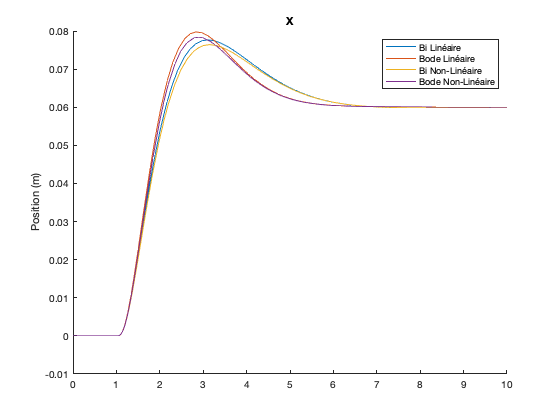 X
Bi Linéaire
Bode Linéaire
Bi Non-Linéaire
Bode Non-Linéaire
Position (m)
0.08
0.07
0.06
0.05
0.04
0.03
0.02
0.01
0
-0.01
0 1 2 3 4 5 6 7 8 9 10